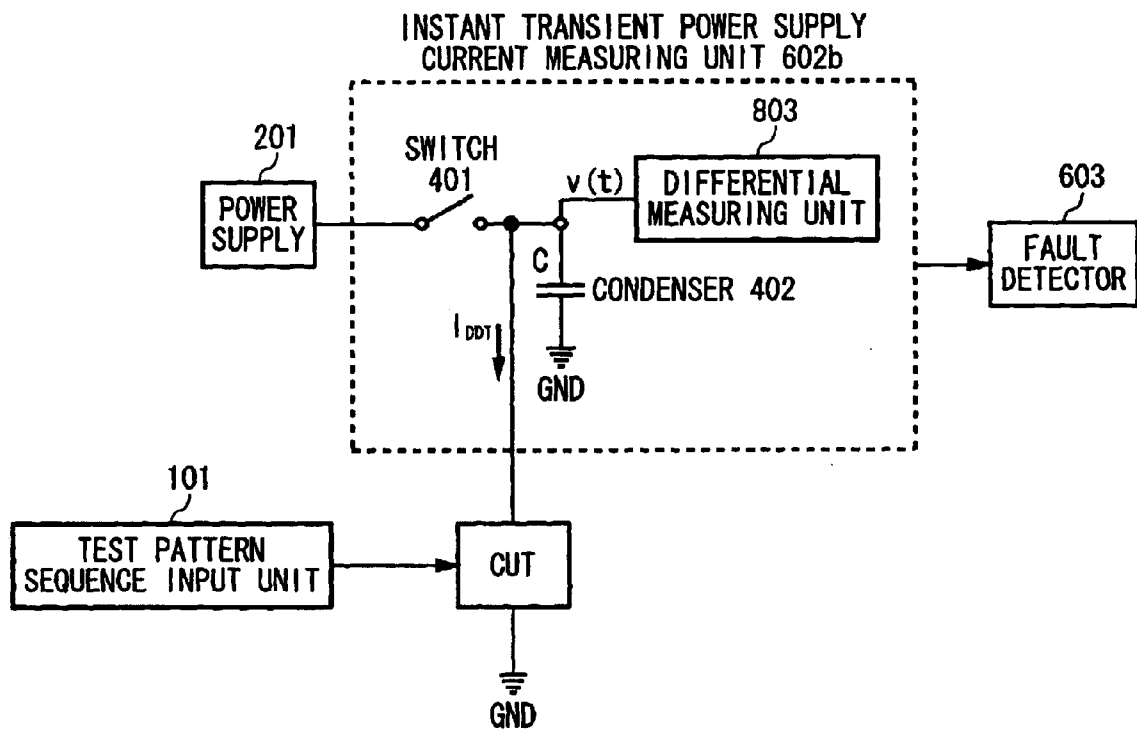 INSTANT TRANSIENT POWER SUPPLY
CURRENT MEASURING UNIT 602b
201
POWER
SUPPLY
SWITCH
401
v(t)
803
DIFFERENTIAL
MEASURING UNIT
603
FAULT
DETECTOR
C
CONDENSER 402
IDDT
GND
101
TEST PATTERN
SEQUENCE INPUT UNIT
CUT
GND